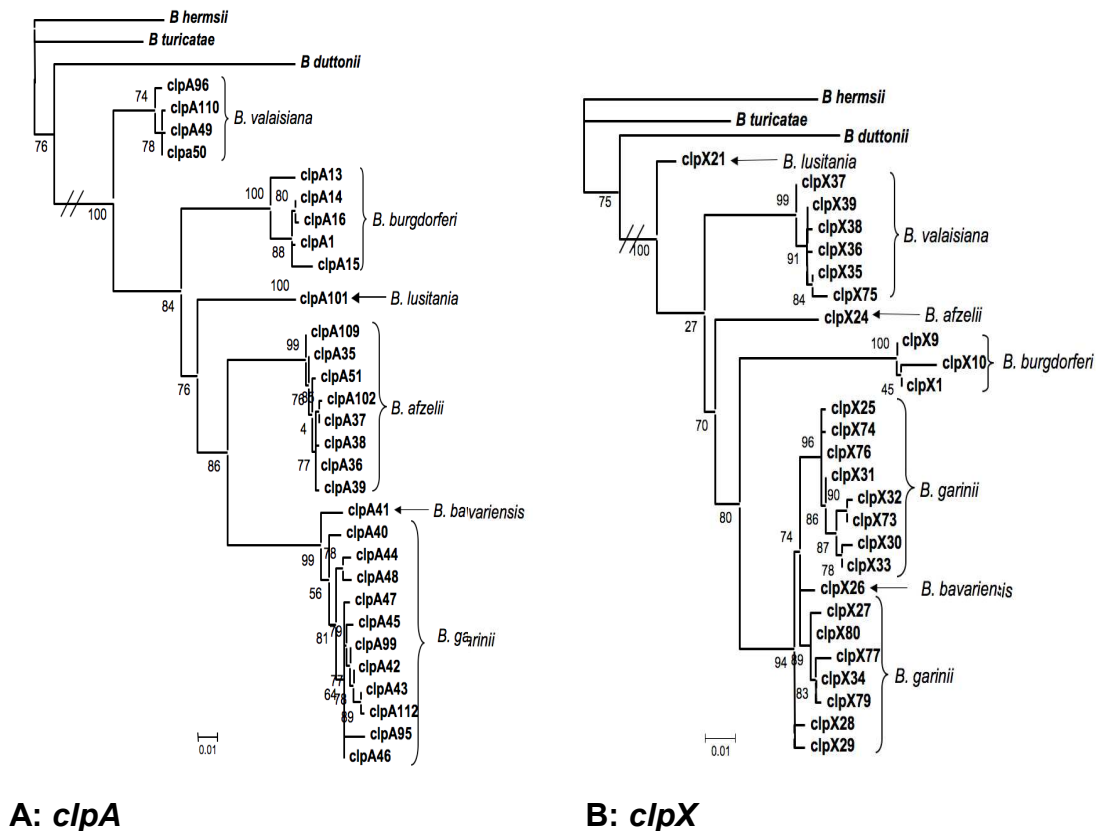 B hermsii
B turicatae
B duttonii
clpA96
74
clpA110
clpA49
78
clpa50
B. valaisiana
76
100
clpA13
100
80
clpA14
clpA16
clpA1
88
clpA15
B. burgdorferi
84
100
clpA101
B. lusitania
clpA109
99
clpA35
clpA51
76
85
clpA102
4
clpA37
clpA38
77
clpA36
clpA39
B. afzelii
76
86
clpA41
B. bavariensis
clpA40
99
78
clpA44
56
clpA48
clpA47
81
79
clpA45
clpA99
clpA42
77
64
78
clpA43
89
clpA112
clpA95
clpA46
B. garinii
0.01
A: clpA
B hermsii
B turicatae
B duttonii
75
100
clpX21
B. lusitania
clpX37
99
clpX39
clpX38
91
clpX36
clpX35
84
clpX75
B. valaisiana
27
clpX24
B. afzelii
100
clpX9
clpX10
45
clpX1
B. burgdorferi
70
clpX25
96
clpX74
clpX76
clpX31
90
clpX32
86
clpX73
87
clpX30
78
clpX33
B. garinii
80
74
clpX26
B. bavariensis
clpX27
clpX80
94
89
clpX77
83
clpX34
clpX79
clpX28
clpX29
B. garinii
0.01
B: clpX